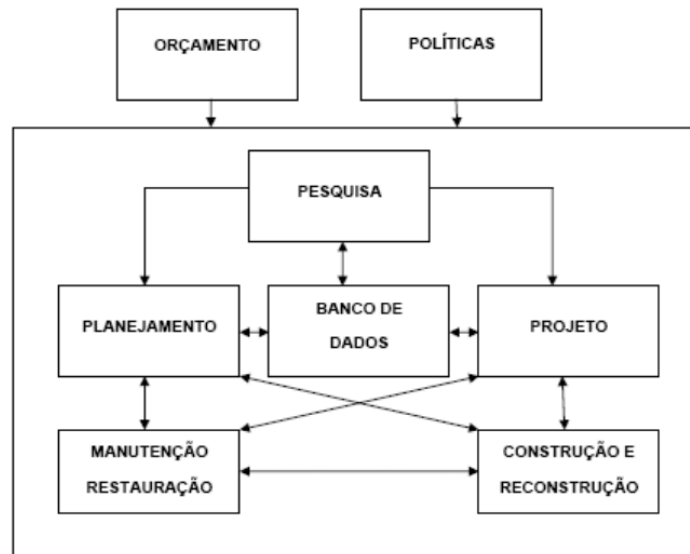 ORÇAMENTO
POLÍTICAS
PESQUISA
PLANEJAMENTO
BANCO DE
DADOS
PROJETO
MANUTENÇÃO
RESTAURAÇÃO
CONSTRUÇÃO E
RECONSTRUÇÃO